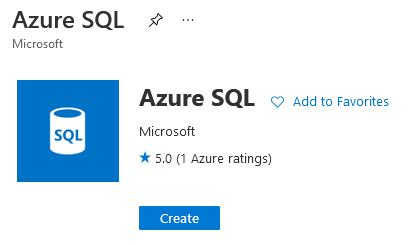 Azure SQL
Microsoft
SQL
Azure SQL
Add to Favorites
Microsoft
5.0 (1 Azure ratings)
Create